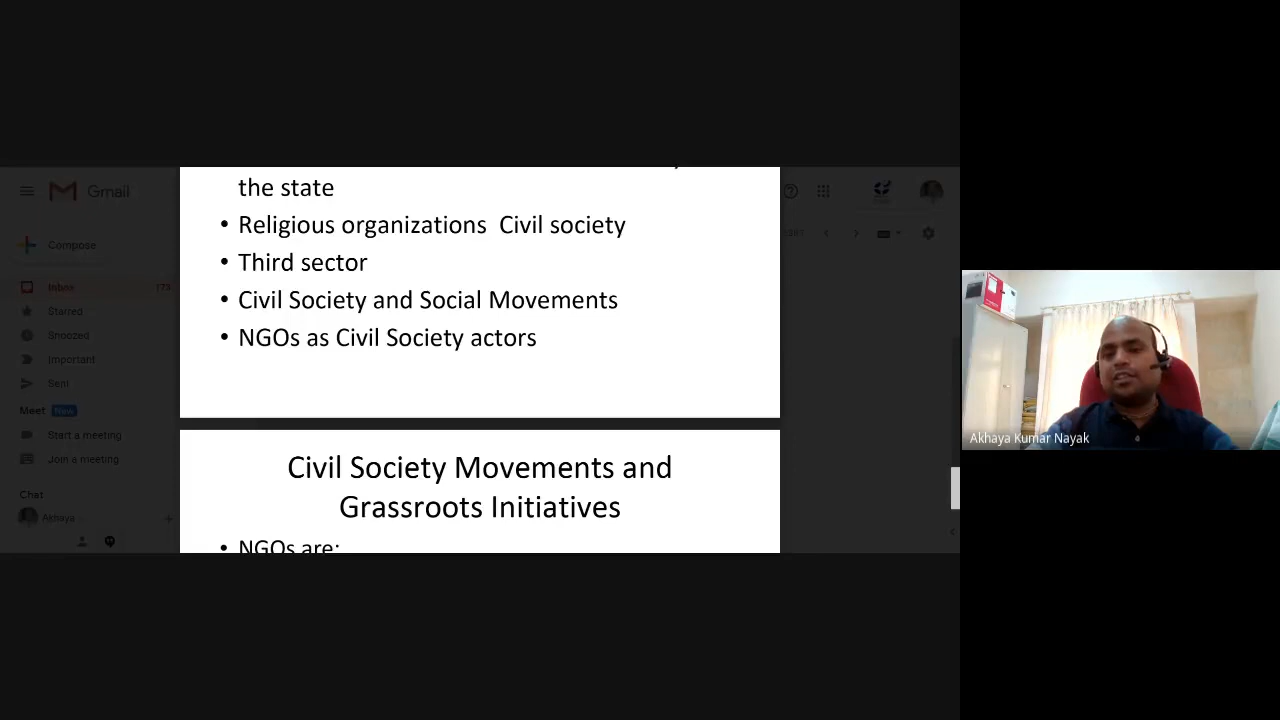 the state
• Religious organizations Civil society
• Third sector
• Civil Society and Social Movements
• NGOs as Civil Society actors
Civil Society Movements and
Grassroots Initiatives
• NGOs are:
Gmail
Compose
Inbox
Starred
Snoozed
Important
Sent
Meet New
Start a meeting
Join a meeting
Chat
Akhaya
Akhaya Kumar Nayak